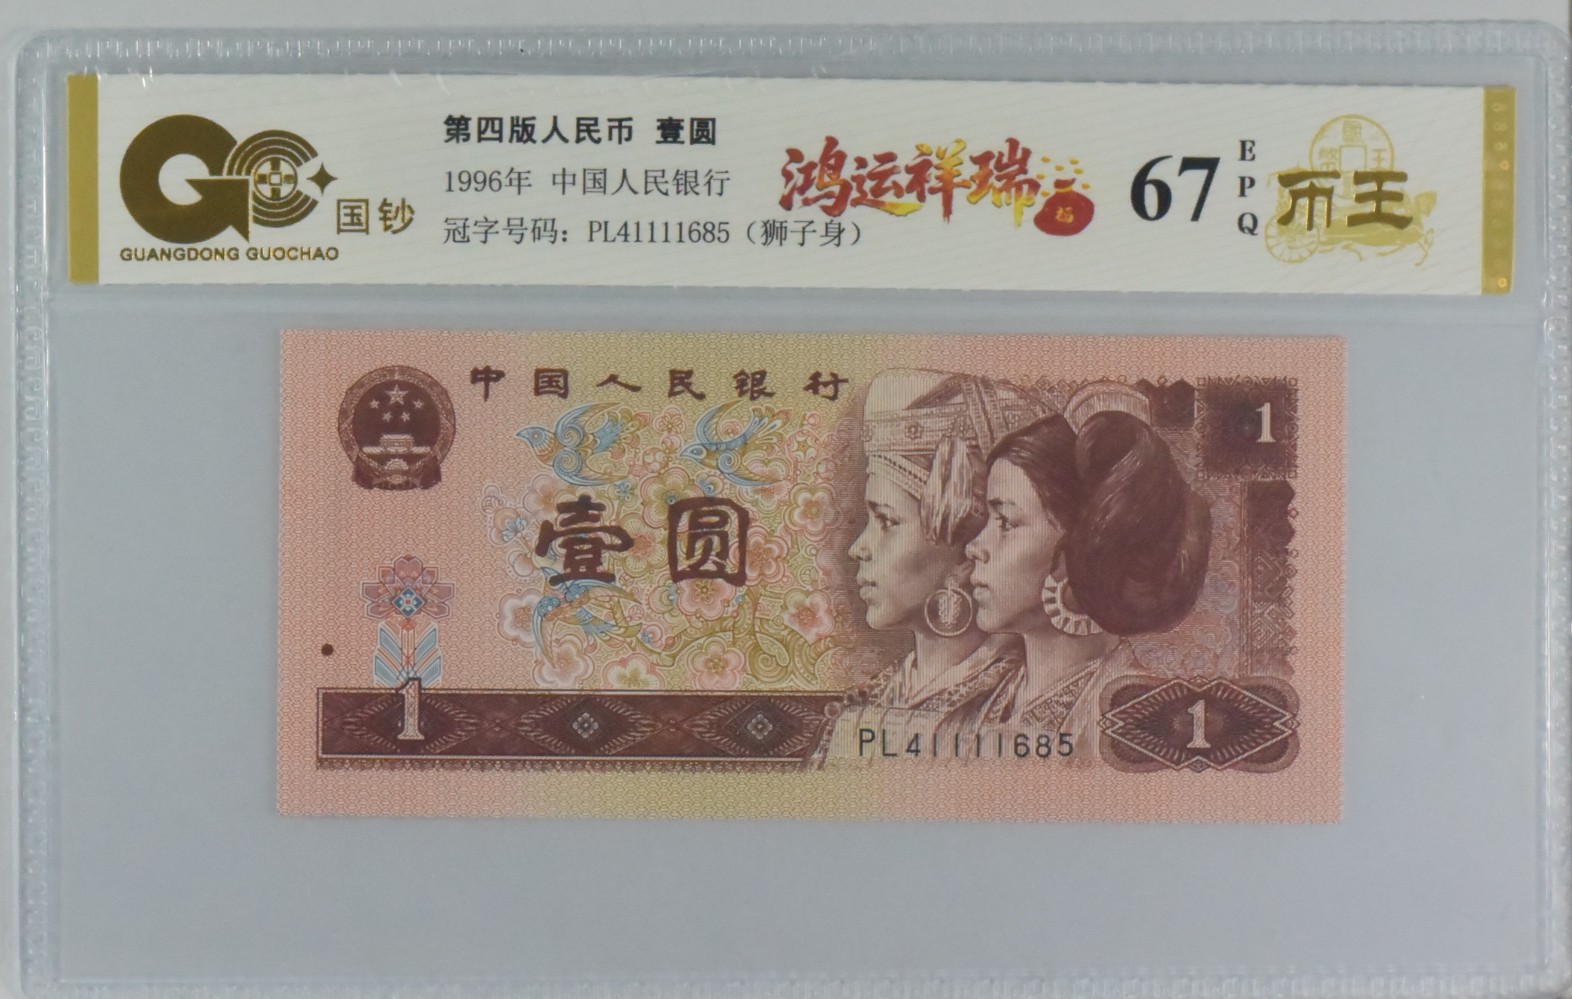 GC
国钞
GUANGDONG GUOCHAO
第四版人民币 壹圆
1996年 中国人民银行
冠字号码：PL41111685（狮子身）
鸿运祥瑞
福
67
EPQ
币王
中国人民银行
1
壹圆
1
1
PL41111685